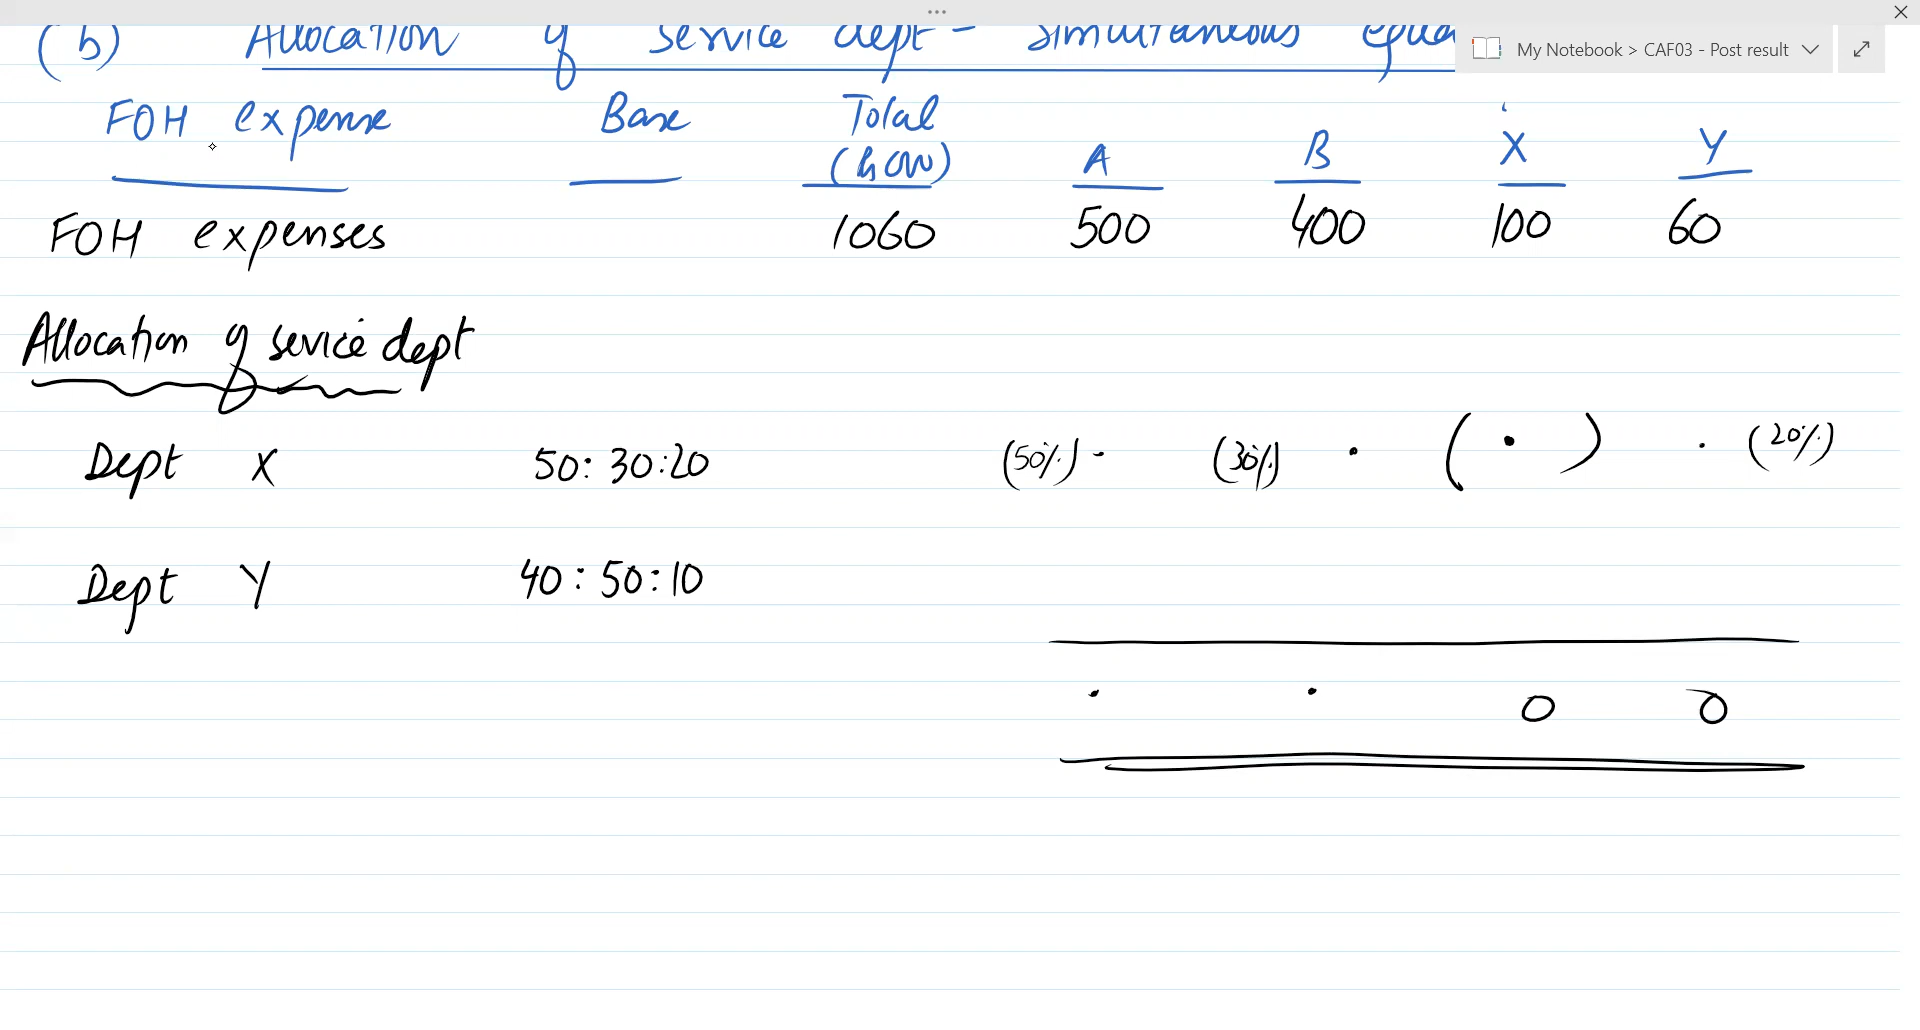 (b) Allocation of service dept - Simultaneous equa
My Notebook > CAF03 - Post result
FOH expense Base Total A B X Y
FOH expenses 1060 500 400 100 60
Allocation of service dept
Dept X 50:30:20 (50%) (30%) ( ) (20%)
Dept Y 40:50:10
0 0